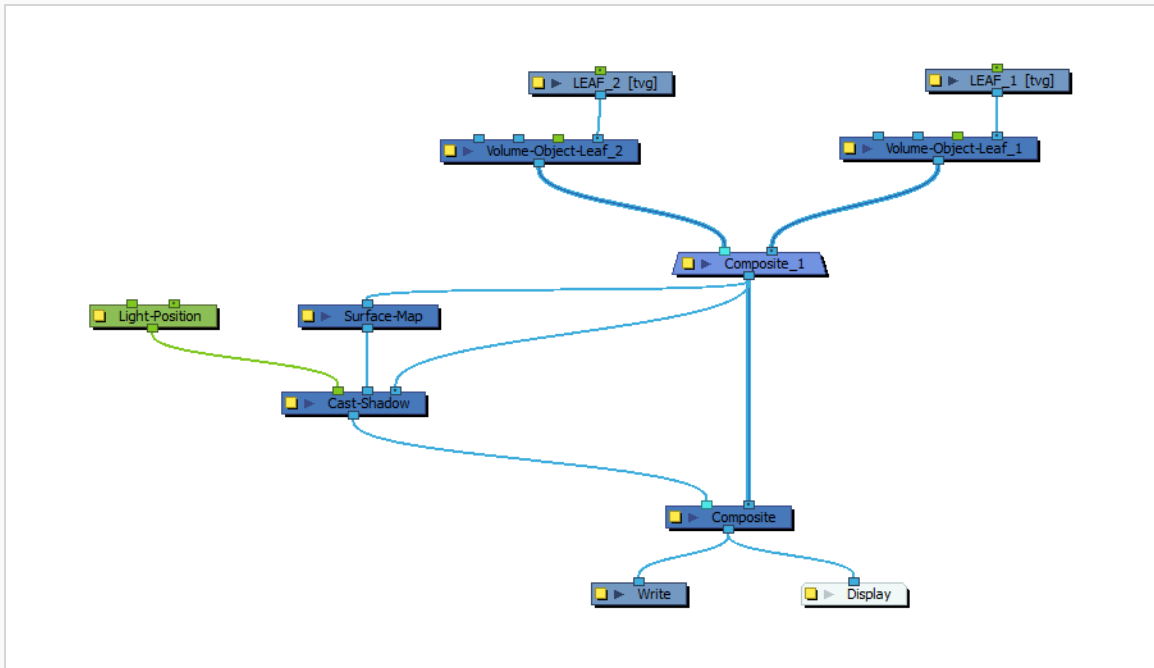 LEAF_2 [tvg]
LEAF_1 [tvg]
Volume-Object-Leaf_2
Volume-Object-Leaf_1
Composite_1
Light-Position
Surface-Map
Cast-Shadow
Composite
Write
Display